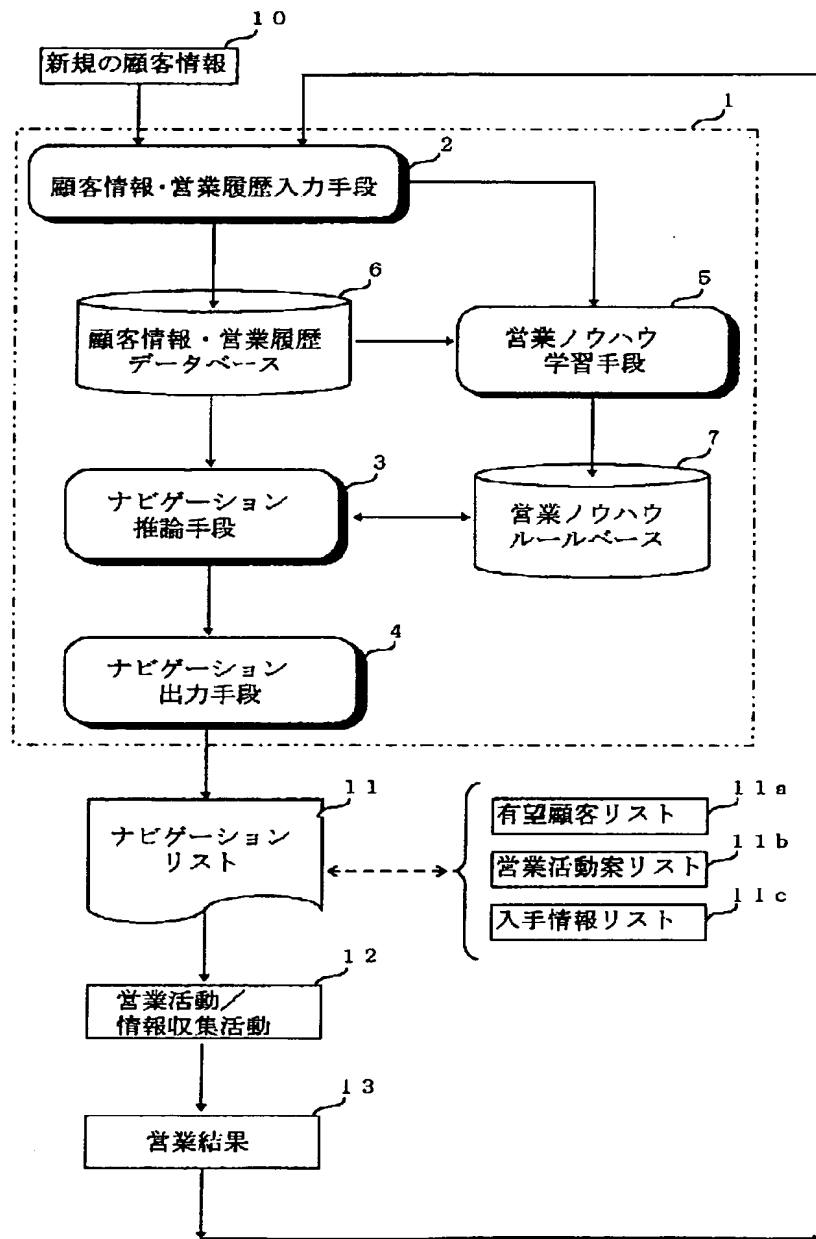 10
新規の顧客情報
1
2
顧客情報・営業履歴入力手段
6
顧客情報・営業履歴
データベース
5
営業ノウハウ
学習手段
3
ナビゲーション
推論手段
7
営業ノウハウ
ルールベース
4
ナビゲーション
出力手段
11
ナビゲーション
リスト
11a
有望顧客リスト
11b
営業活動案リスト
11c
入手情報リスト
12
営業活動／
情報収集活動
13
営業結果